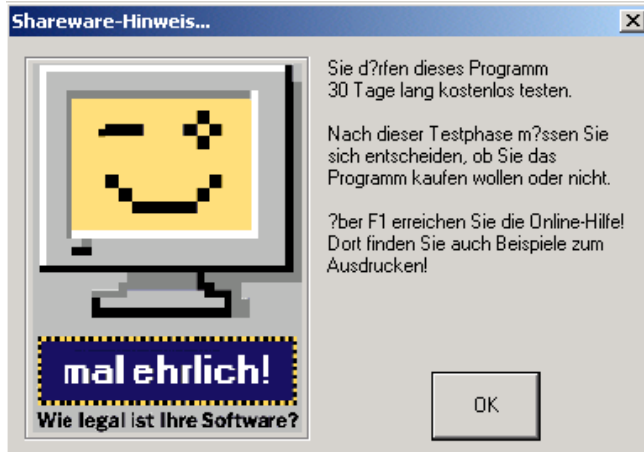 Shareware-Hinweis...
Sie d?rfen dieses Programm
30 Tage lang kostenlos testen.
Nach dieser Testphase m?ssen Sie
sich entscheiden, ob Sie das
Programm kaufen wollen oder nicht.
?ber F1 erreichen Sie die Online-Hilfe!
Dort finden Sie auch Beispiele zum
Ausdrucken!
mal ehrlich!
Wie legal ist Ihre Software?
OK